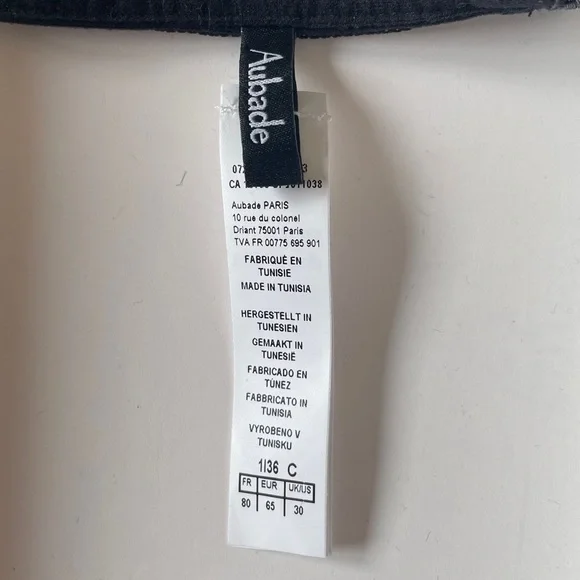 Aubade
CA
Aubade PARIS
10 rue du colonel
Driant 75001 Paris
TVA FR 00775 695 901
FABRIQUÉ EN
TUNISIE
MADE IN TUNISIA
HERGESTELLT IN
TUNESIEN
GEMAAKT IN
TUNESIË
FABRICADO EN
TÚNEZ
FABBRICATO IN
TUNISIA
VYROBENO V
TUNISKU
1I36 C
FR EUR UK/US
80 65 30